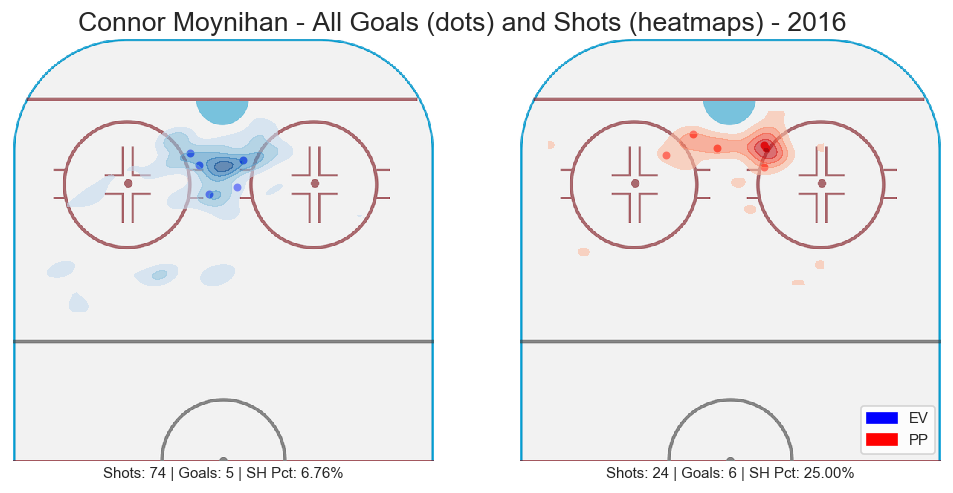 Connor Moynihan - All Goals (dots) and Shots (heatmaps) - 2016
EV
PP
Shots: 74 | Goals: 5 | SH Pct: 6.76%
Shots: 24 | Goals: 6 | SH Pct: 25.00%